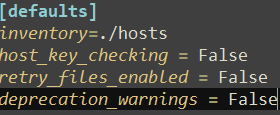 [defaults]
inventory=./hosts
host_key_checking = False
retry_files_enabled = False
deprecation_warnings = False